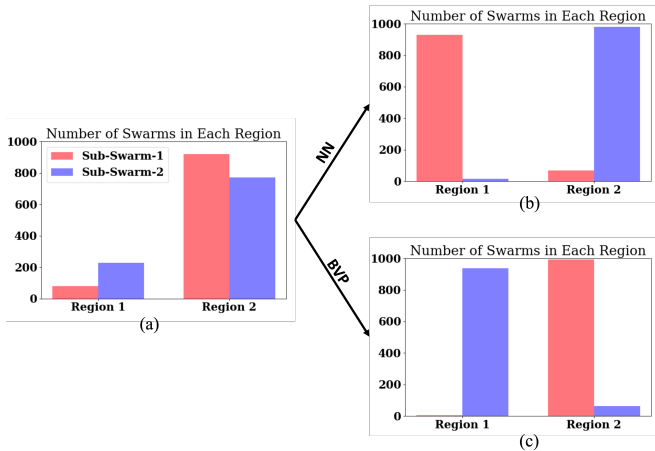 Number of Swarms in Each Region
1000
800
600
400
200
0
Sub-Swarm-1
Sub-Swarm-2
Region 1
Region 2
(a)
NN
BVP
Number of Swarms in Each Region
1000
800
600
400
200
0
Region 1
Region 2
(b)
Number of Swarms in Each Region
1000
800
600
400
200
0
Region 1
Region 2
(c)